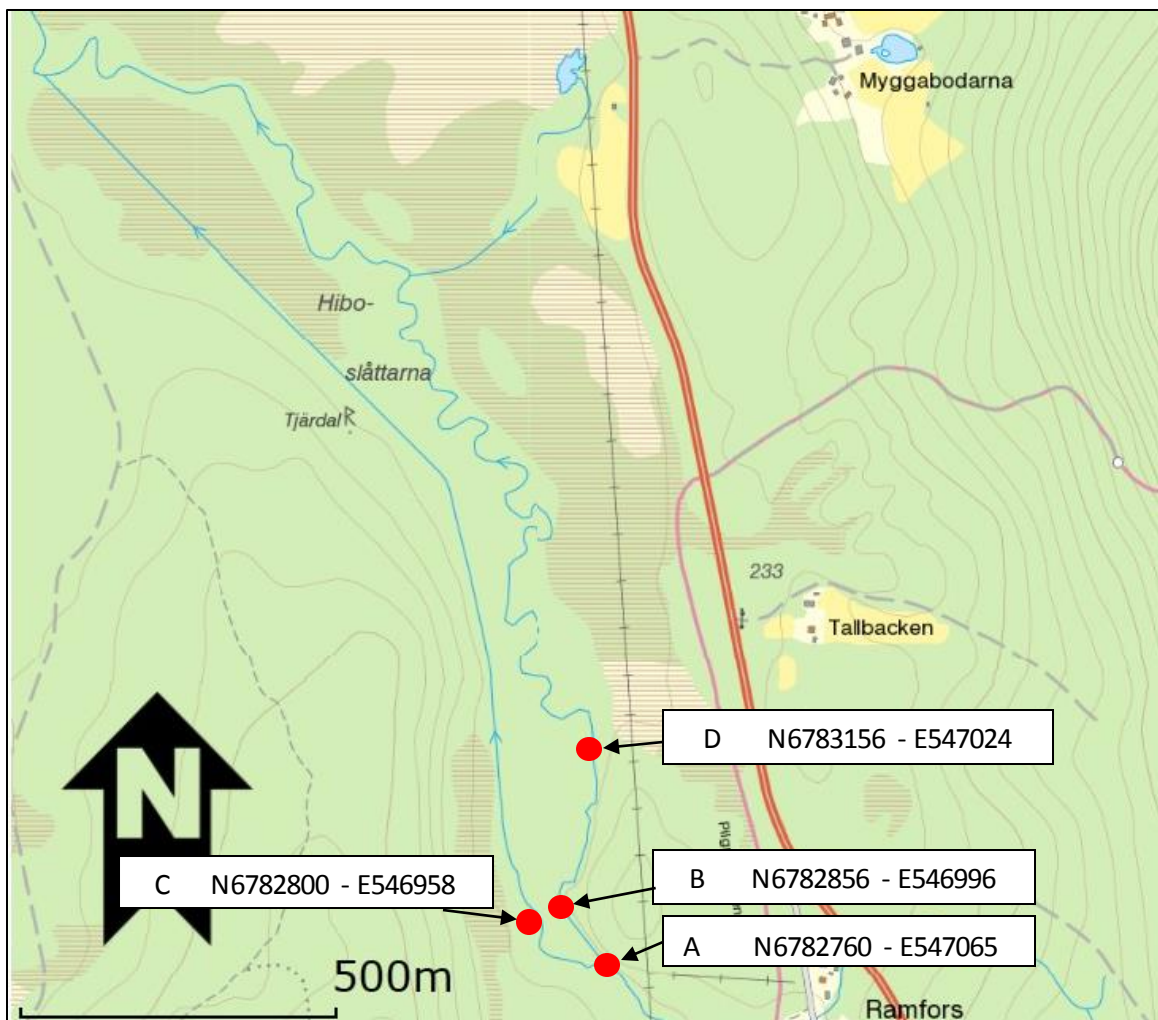 Myggabodarna
Hibo-
slåttarna
Tjärdal
233
Tallbacken
D N6783156 - E547024
N
C N6782800 - E546958
B N6782856 - E546996
A N6782760 - E547065
500m
Ramfors